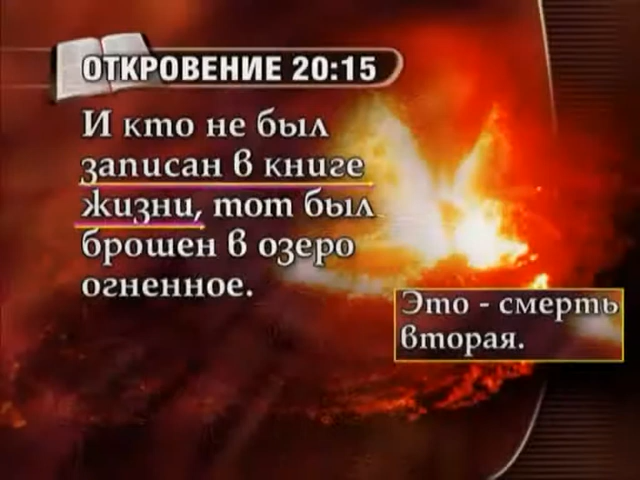 ОТКРОВЕНИЕ 20:15
И кто не был
записан в книге
жизни, тот был
брошен в озеро
огненное.
Это - смерть
вторая.